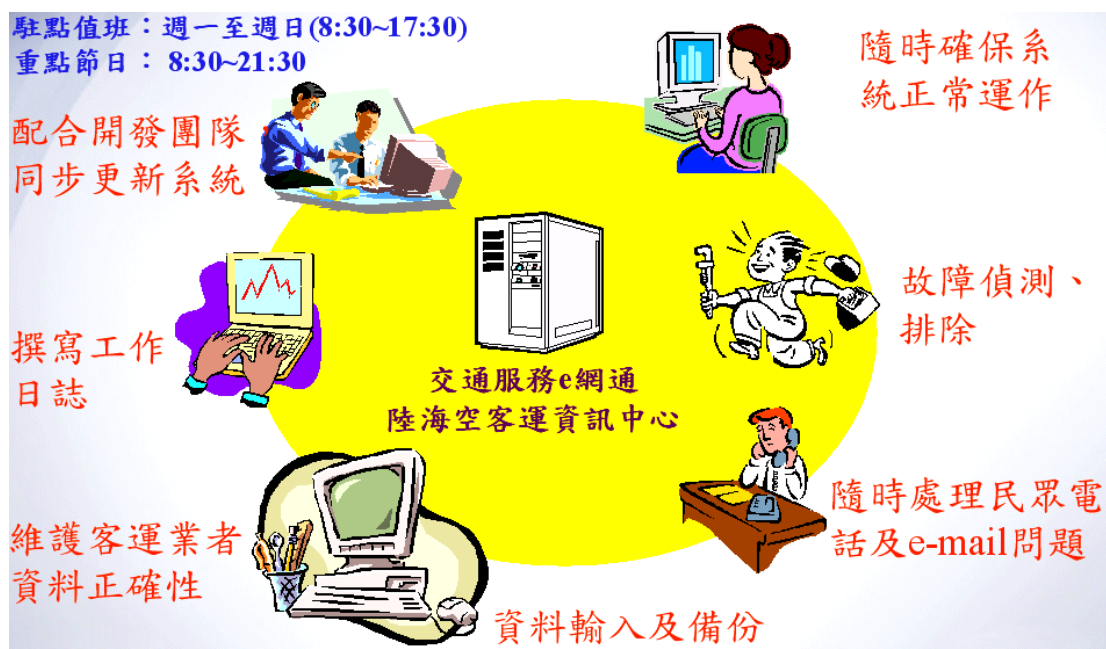 駐點值班：週一至週日(8:30~17:30)
重點節日： 8:30~21:30
隨時確保系
統正常運作
配合開發團隊
同步更新系統
故障偵測、
排除
撰寫工作
日誌
交通服務e網通
陸海空客運資訊中心
隨時處理民眾電
話及e-mail問題
維護客運業者
資料正確性
資料輸入及備份